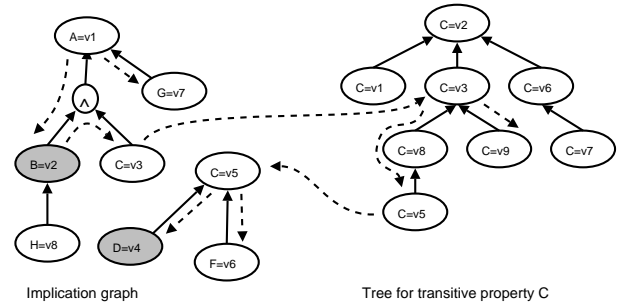 A=v1
G=v7
^
B=v2
C=v3
H=v8
C=v5
D=v4
F=v6
Implication graph
C=v2
C=v1
C=v3
C=v6
C=v8
C=v9
C=v7
C=v5
Tree for transitive property C